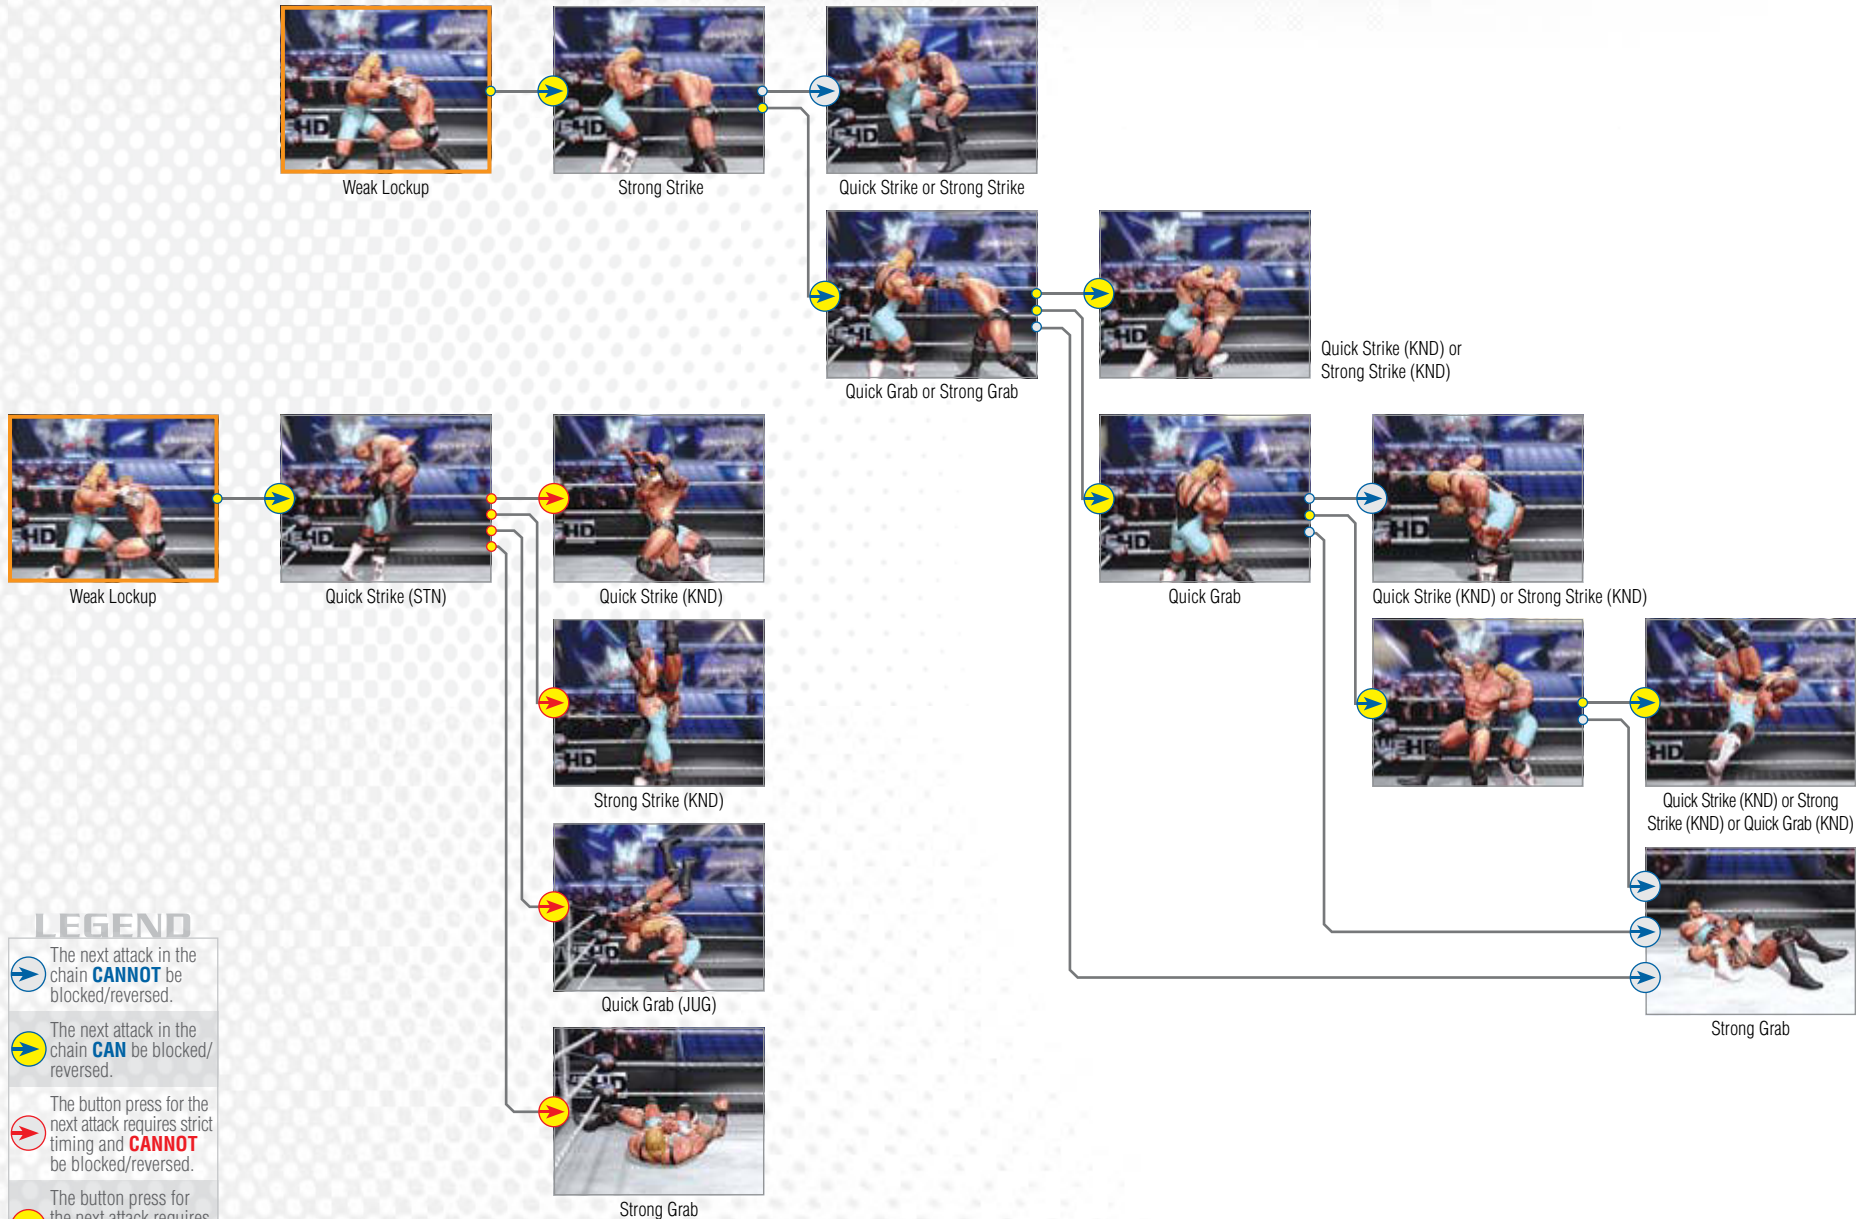 Weak Lockup
Strong Strike
Quick Strike or Strong Strike
Quick Grab or Strong Grab
Quick Strike (KND) or
Strong Strike (KND)
Weak Lockup
Quick Strike (STN)
Quick Strike (KND)
Quick Grab
Quick Strike (KND) or Strong Strike (KND)
Strong Strike (KND)
Quick Strike (KND) or Strong
Strike (KND) or Quick Grab (KND)
Quick Grab (JUG)
Strong Grab
Strong Grab
LEGEND
The next attack in the
chain CANNOT be
blocked/reversed.
The next attack in the
chain CAN be blocked/
reversed.
The button press for the
next attack requires strict
timing and CANNOT
be blocked/reversed.
The button press for
the next attack requires